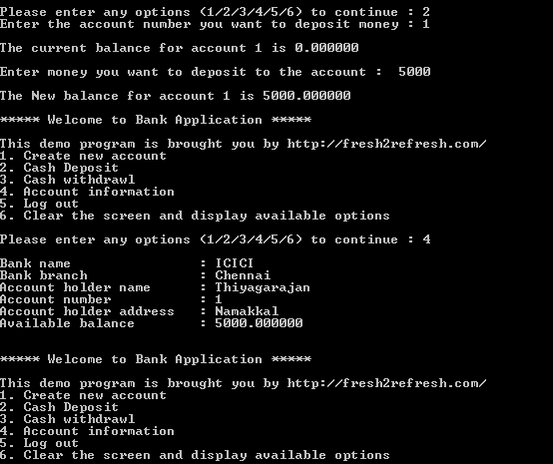 Please enter any options (1/2/3/4/5/6) to continue : 2
Enter the account number you want to deposit money : 1
The current balance for account 1 is 0.000000
Enter money you want to deposit to the account :  5000
The New balance for account 1 is 5000.000000
***** Welcome to Bank Application *****
This demo program is brought you by http://fresh2refresh.com/
1. Create new account
2. Cash Deposit
3. Cash withdrawl
4. Account information
5. Log out
6. Clear the screen and display available options
Please enter any options (1/2/3/4/5/6) to continue : 4
Bank name                : ICICI
Bank branch              : Chennai
Account holder name      : Thiyagarajan
Account number           : 1
Account holder address   : Namakkal
Available balance        : 5000.000000
***** Welcome to Bank Application *****
This demo program is brought you by http://fresh2refresh.com/
1. Create new account
2. Cash Deposit
3. Cash withdrawl
4. Account information
5. Log out
6. Clear the screen and display available options